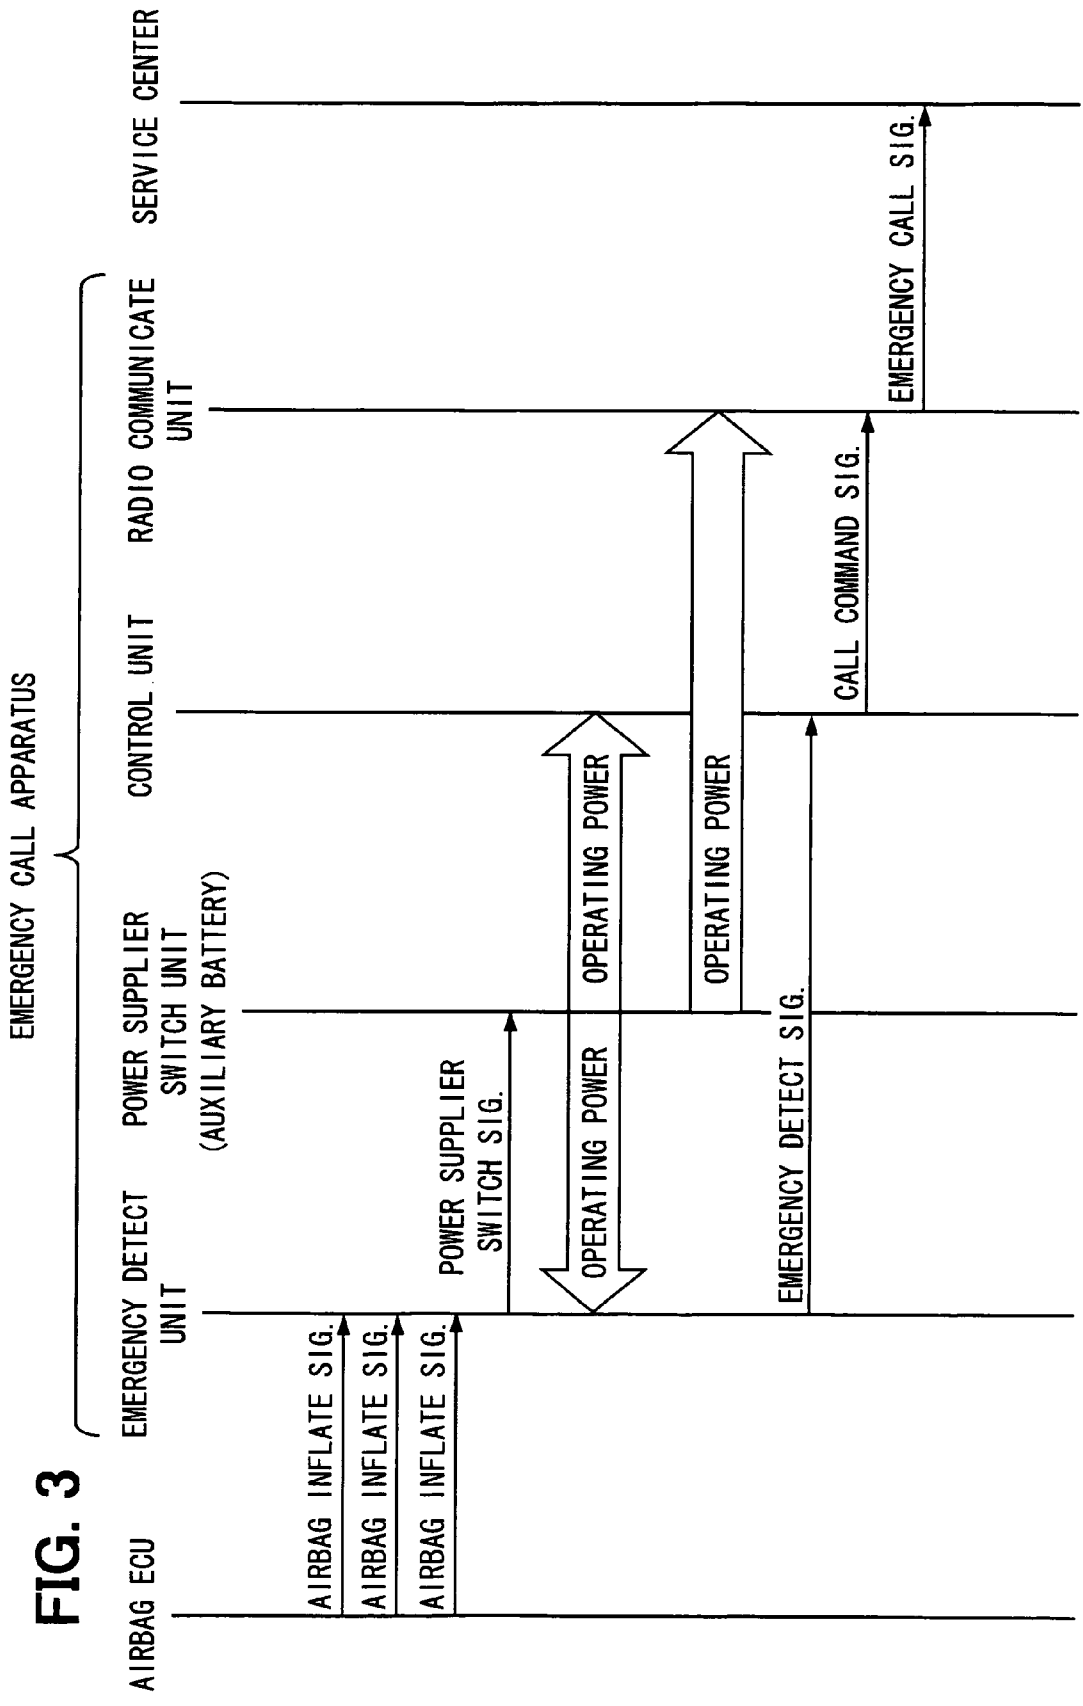 FIG. 3
EMERGENCY CALL APPARATUS
AIRBAG ECU
EMERGENCY DETECT
UNIT
POWER SUPPLIER
SWITCH UNIT
(AUXILIARY BATTERY)
CONTROL UNIT
RADIO COMMUNICATE
UNIT
SERVICE CENTER
AIRBAG INFLATE SIG.
AIRBAG INFLATE SIG.
AIRBAG INFLATE SIG.
POWER SUPPLIER
SWITCH SIG.
OPERATING POWER
OPERATING POWER
OPERATING POWER
EMERGENCY DETECT SIG.
CALL COMMAND SIG.
EMERGENCY CALL SIG.